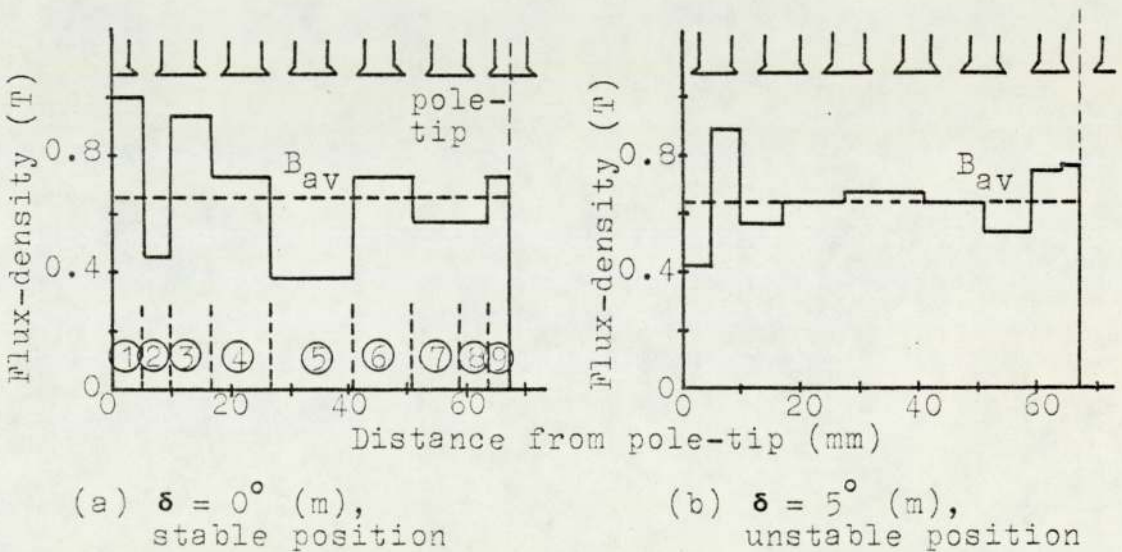 Flux-density (T)
0.8
0.4
0
pole-
tip
B_av
① ② ③ ④ ⑤ ⑥ ⑦ ⑧ ⑨
0 20 40 60
Flux-density (T)
0.8
0.4
0
B_av
0 20 40 60
Distance from pole-tip (mm)
(a) δ = 0° (m),
stable position
(b) δ = 5° (m),
unstable position